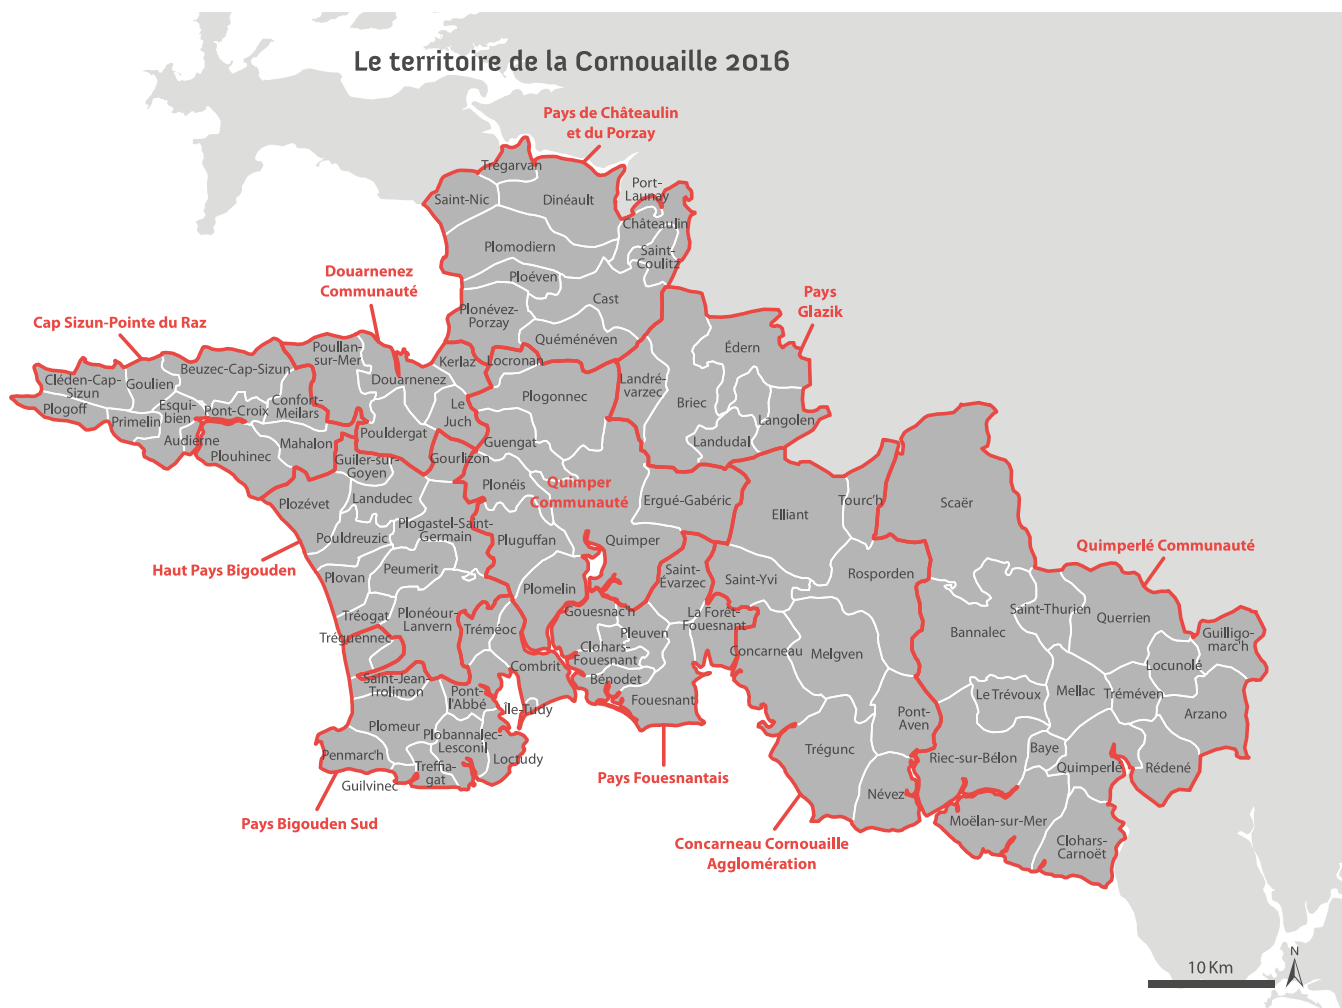 Le territoire de la Cornouaille 2016
Pays de Châteaulin
et du Porzay
Trégarvan
Port-
Launay
Saint-Nic
Dinéault
Châteaulin
Plomodiern
Saint-
Coulitz
Ploéven
Douarnenez
Communauté
Cast
Pays
Glazik
Plonévez-
Porzay
Cap Sizun-Pointe du Raz
Quéménéven
Édern
Poullan-
sur-Mer
Kerlaz
Locronan
Beuzec-Cap-Sizun
Cléden-Cap-
Sizun
Goulien
Douarnenez
Landré-
varzec
Plogonnec
Briec
Confort-
Meilars
Plogoff
Esqui-
bien
Pont-Croix
Le
Juch
Primelin
Langolen
Audierne
Mahalon
Pouldergat
Guengat
Landudal
Plouhinec
Guiler-sur-
Goyen
Gourlizon
Plonéis
Quimper
Communauté
Ergué-Gabéric
Tourc'h
Scaër
Plozévet
Landudec
Elliant
Plogastel-Saint-
Germain
Pouldreuzic
Pluguffan
Quimper
Quimperlé Communauté
Haut Pays Bigouden
Peumerit
Plovan
Saint-
Évarzec
Saint-Yvi
Rosporden
Plomelin
Tréogat
Plonéour-
Lanvern
Gouesnac'h
La Forêt-
Fouesnant
Saint-Thurien
Querrien
Tréméoc
Pleuven
Bannalec
Guilligo-
marc'h
Tréguennec
Clohars-
Fouesnant
Concarneau
Melgven
Combrit
Locunolé
Saint-Jean-
Trolimon
Bénodet
Pont-
l'Abbé
Fouesnant
Le Trévoux
Mellac
Tréméven
Île-Tudy
Pont-
Aven
Arzano
Plomeur
Plobannalec-
Lesconil
Trégunc
Baye
Penmarc'h
Loctudy
Riec-sur-Bélon
Quimperlé
Rédené
Treffia-
gat
Guilvinec
Pays Fouesnantais
Névez
Pays Bigouden Sud
Moëlan-sur-Mer
Concarneau Cornouaille
Agglomération
Clohars-
Carnoët
N
10 Km